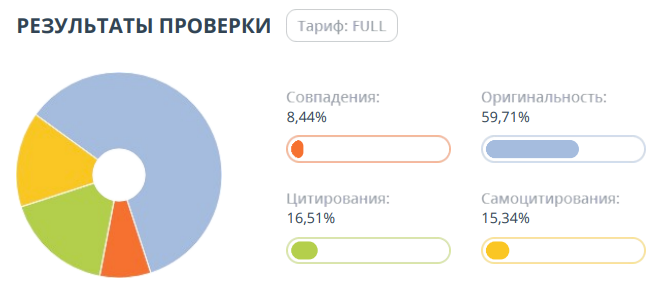 РЕЗУЛЬТАТЫ ПРОВЕРКИ
Тариф: FULL
Совпадения:
8,44%
Оригинальность:
59,71%
Цитирования:
16,51%
Самоцитирования:
15,34%